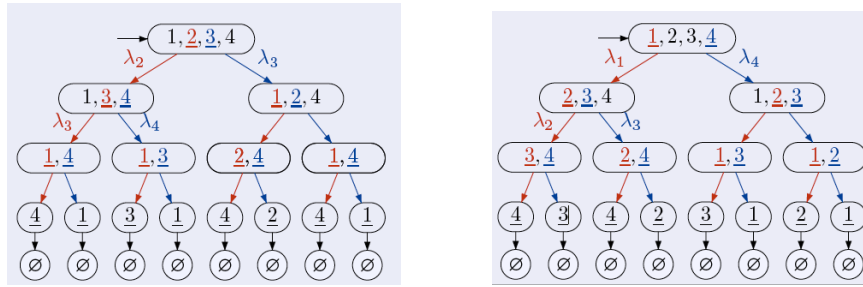 1, 2, 3, 4
λ2 λ3
1, 3, 4 1, 2, 4
λ3 λ4
1, 4 1, 3 2, 4 1, 4
4 1 3 1 4 2 4 1
∅ ∅ ∅ ∅ ∅ ∅ ∅ ∅
1, 2, 3, 4
λ1 λ4
2, 3, 4 1, 2, 3
λ2 λ3
3, 4 2, 4 1, 3 1, 2
4 3 4 2 3 1 2 1
∅ ∅ ∅ ∅ ∅ ∅ ∅ ∅